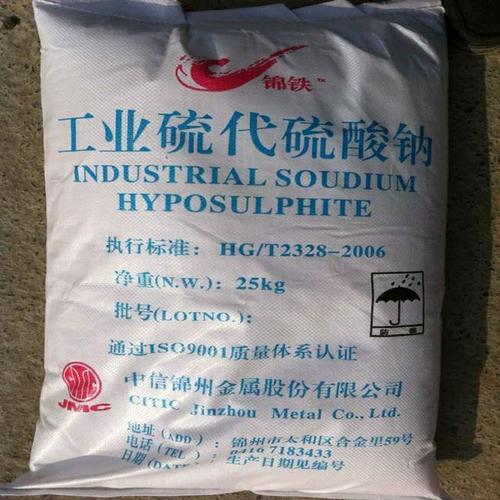 锦铁™
工业硫代硫酸钠
INDUSTRIAL SOUDIUM
HYPOSULPHITE
执行标准: HG/T2328-2006
净重(N.W.): 25kg
批号(LOTNO.):
防潮
通过ISO9001质量体系认证
JMC
中信锦州金属股份有限公司
CITIC Jinzhou Metal Co., Ltd.
地址(ADD): 锦州市太和区合金里59号
电话(TEL): 0416 7183433
日期(DATE): 生产日期见编号